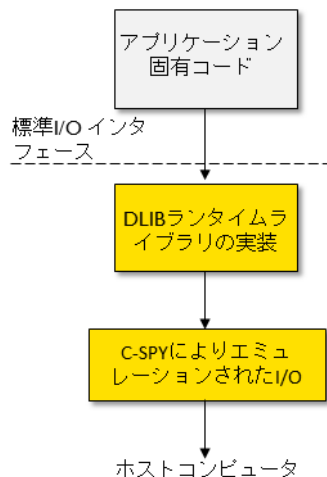 アプリケーション
固有コード
標準I/O インタ
フェース
DLIBランタイムラ
イブラリの実装
C-SPYによりエミュ
レーションされたI/O
ホストコンピュータ